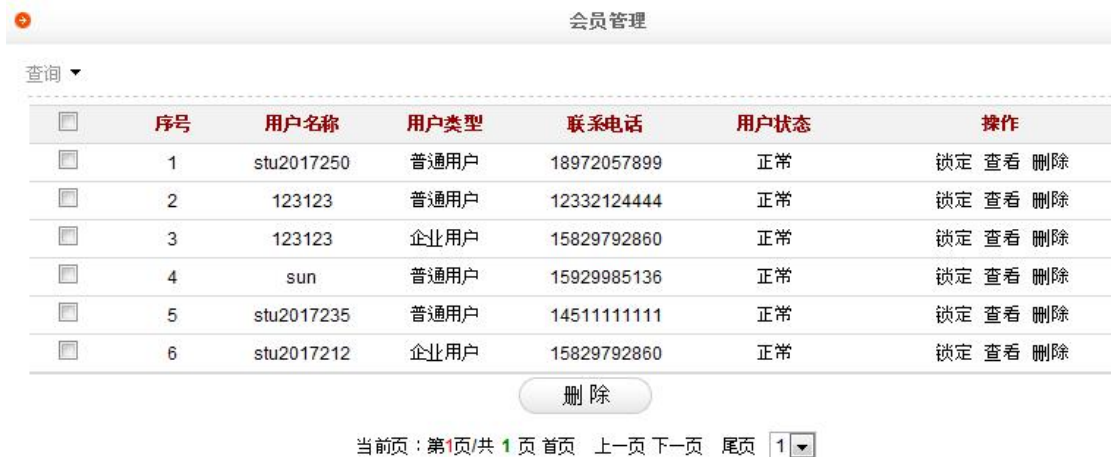 会员管理
查询
序号 用户名称 用户类型 联系电话 用户状态 操作
1 stu2017250 普通用户 18972057899 正常 锁定 查看 删除
2 123123 普通用户 12332124444 正常 锁定 查看 删除
3 123123 企业用户 15829792860 正常 锁定 查看 删除
4 sun 普通用户 15929985136 正常 锁定 查看 删除
5 stu2017235 普通用户 14511111111 正常 锁定 查看 删除
6 stu2017212 企业用户 15829792860 正常 锁定 查看 删除
删 除
当前页：第1页/共 1 页 首页 上一页 下一页 尾页 1